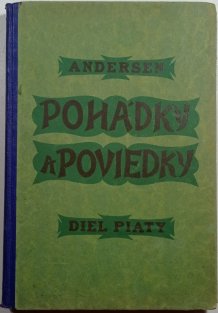 ANDERSEN
POHÁDKY
A POVIEDKY
DIEL PIATY